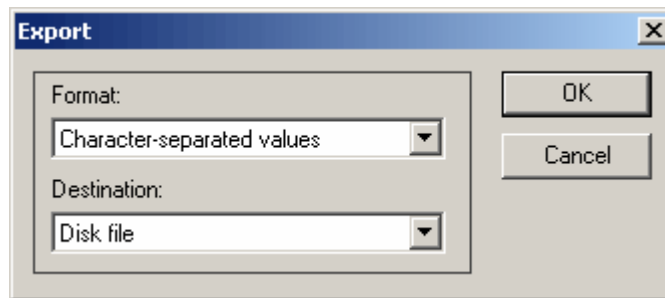 Export
Format:
Character-separated values
Destination:
Disk file
OK
Cancel